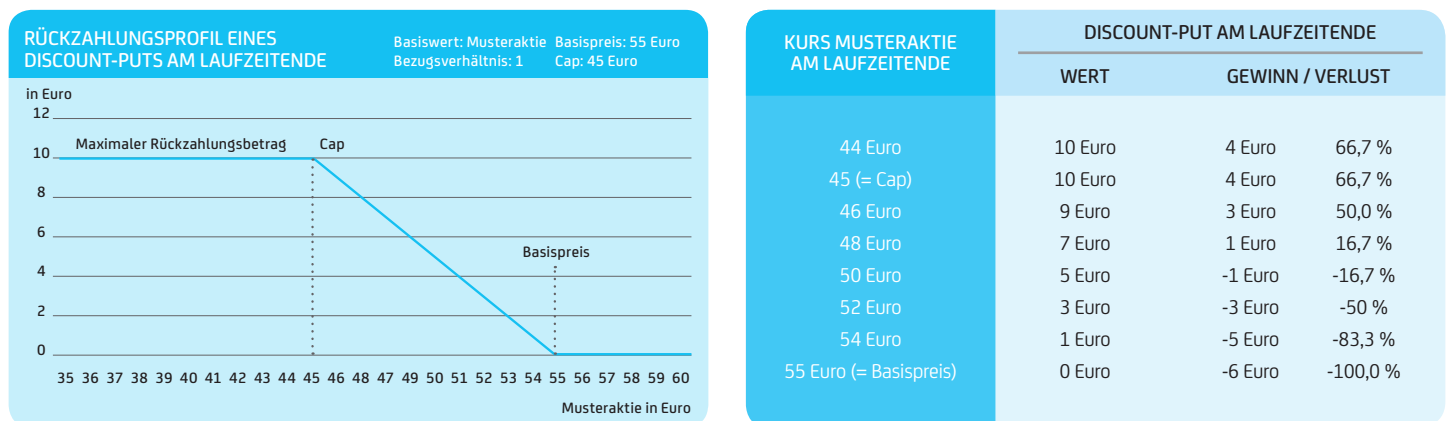 RÜCKZAHLUNGSPROFIL EINES
DISCOUNT-PUTS AM LAUFZEITENDE
Basiswert: Musteraktie Basispreis: 55 Euro
Bezugsverhältnis: 1 Cap: 45 Euro
in Euro
12
Maximaler Rückzahlungsbetrag Cap
10
8
6
Basispreis
4
2
0
35 36 37 38 39 40 41 42 43 44 45 46 48 47 49 50 51 52 53 54 55 56 57 58 59 60
Musteraktie in Euro
KURS MUSTERAKTIE
AM LAUFZEITENDE
DISCOUNT-PUT AM LAUFZEITENDE
WERT GEWINN / VERLUST
44 Euro 10 Euro 4 Euro 66,7 %
45 (= Cap) 10 Euro 4 Euro 66,7 %
46 Euro 9 Euro 3 Euro 50,0 %
48 Euro 7 Euro 1 Euro 16,7 %
50 Euro 5 Euro -1 Euro -16,7 %
52 Euro 3 Euro -3 Euro -50 %
54 Euro 1 Euro -5 Euro -83,3 %
55 Euro (= Basispreis) 0 Euro -6 Euro -100,0 %